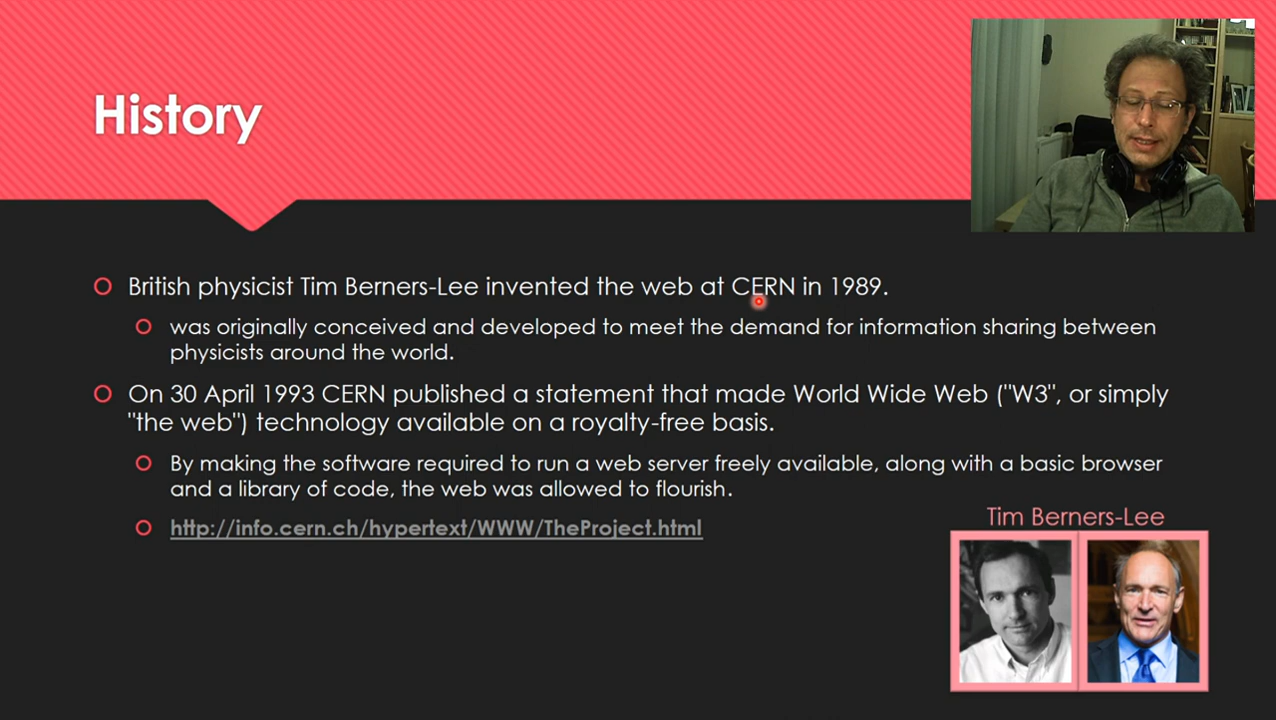 History
British physicist Tim Berners-Lee invented the web at CERN in 1989.
was originally conceived and developed to meet the demand for information sharing between
physicists around the world.
On 30 April 1993 CERN published a statement that made World Wide Web ("W3", or simply
"the web") technology available on a royalty-free basis.
By making the software required to run a web server freely available, along with a basic browser
and a library of code, the web was allowed to flourish.
http://info.cern.ch/hypertext/WWW/TheProject.html
Tim Berners-Lee